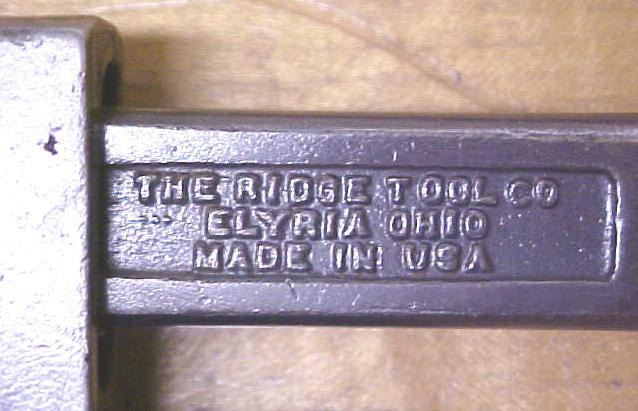 THE RIDGE TOOL CO
ELYRIA OHIO
MADE IN USA